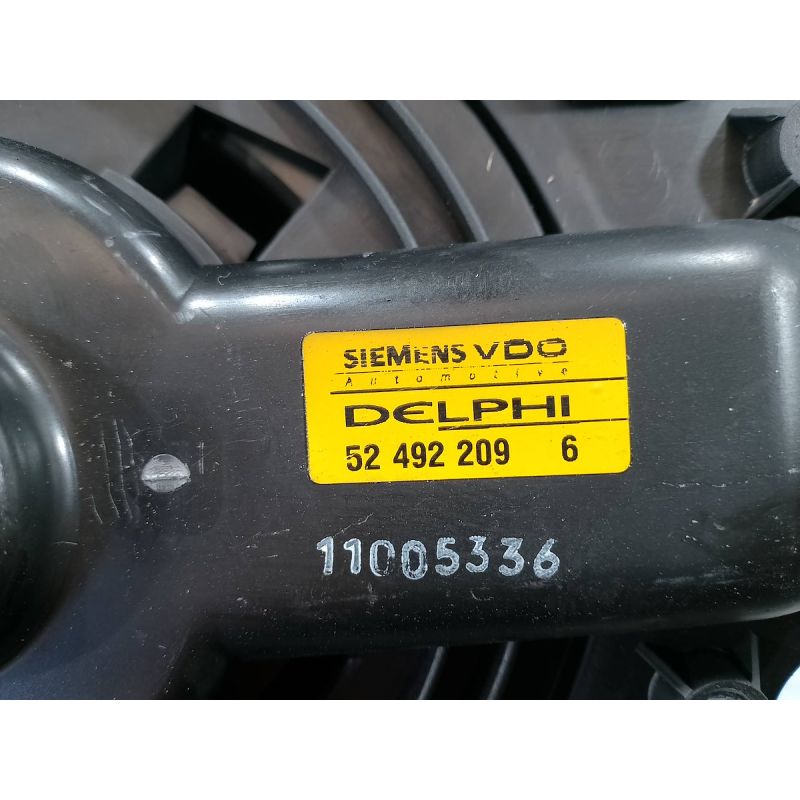 SIEMENS VDO
Automotive
DELPHI
52 492 209 6
11005336